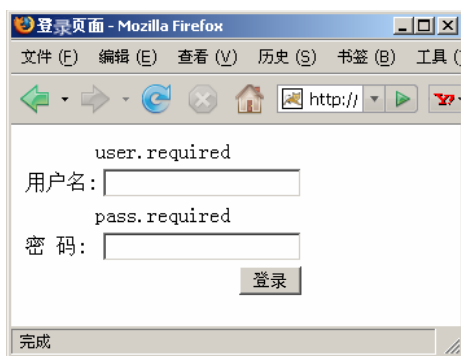 登录页面 - Mozilla Firefox
文件 (F) 编辑 (E) 查看 (V) 历史 (S) 书签 (B) 工具 (
http://
user.required
用户名:
pass.required
密 码:
登录
完成